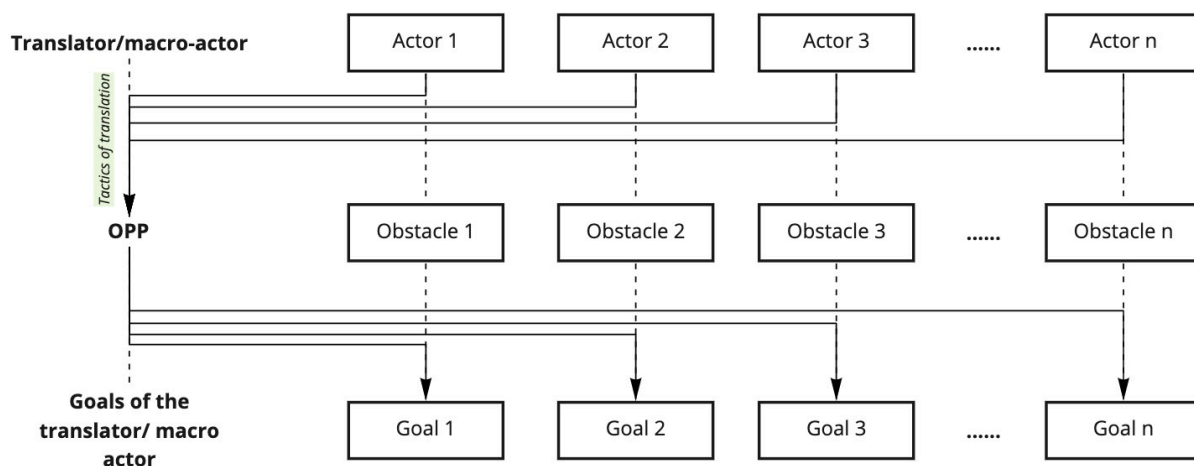 Translator/macro-actor
Actor 1
Actor 2
Actor 3
......
Actor n
Tactics of translation
OPP
Obstacle 1
Obstacle 2
Obstacle 3
......
Obstacle n
Goals of the
translator/ macro
actor
Goal 1
Goal 2
Goal 3
......
Goal n